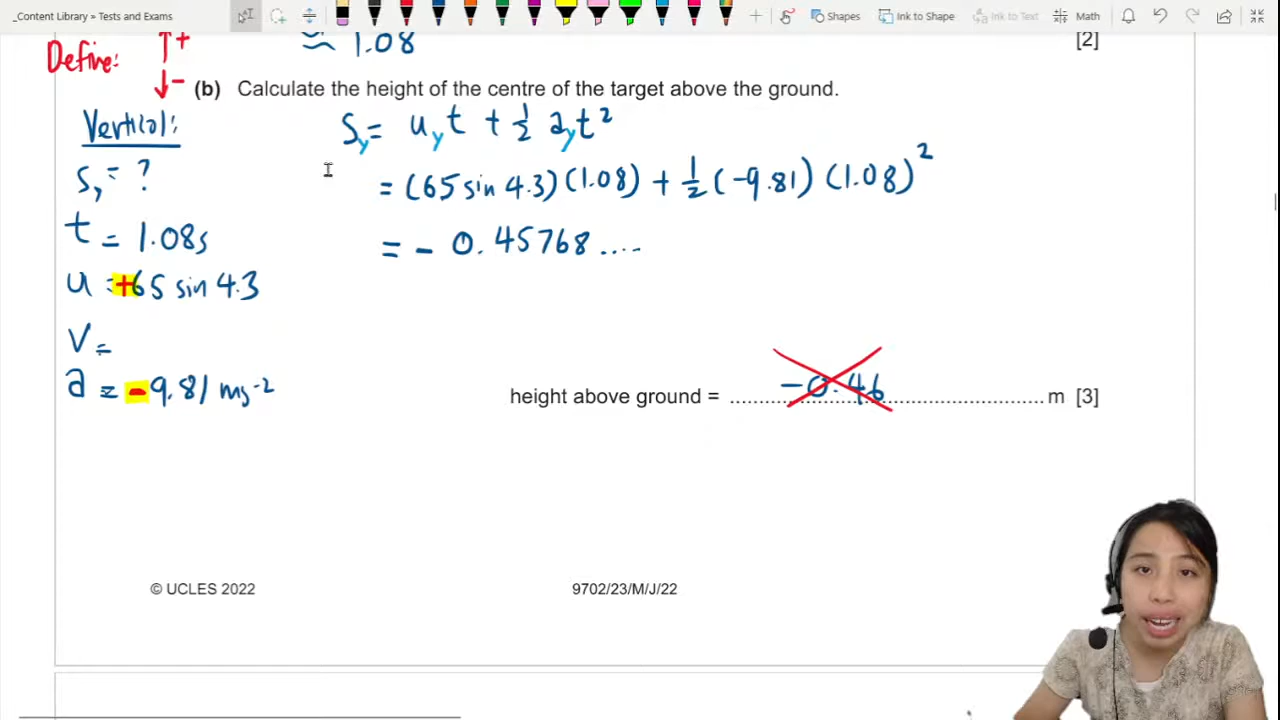 _Content Library » Tests and Exams
Shapes
Ink to Shape
Ink to Text
Math
Define: ↑+
↓-
≈ 1.08
[2]
(b) Calculate the height of the centre of the target above the ground.
Vertical:
Sy = uyt + ½ ayt²
Sy = ?
= (65 sin 4.3)(1.08) + ½ (-9.81) (1.08)²
t = 1.08s
= - 0.45768....
u = +65 sin 4.3
V =
a = -9.81 ms-2
height above ground = -0.46 m [3]
© UCLES 2022
9702/23/M/J/22